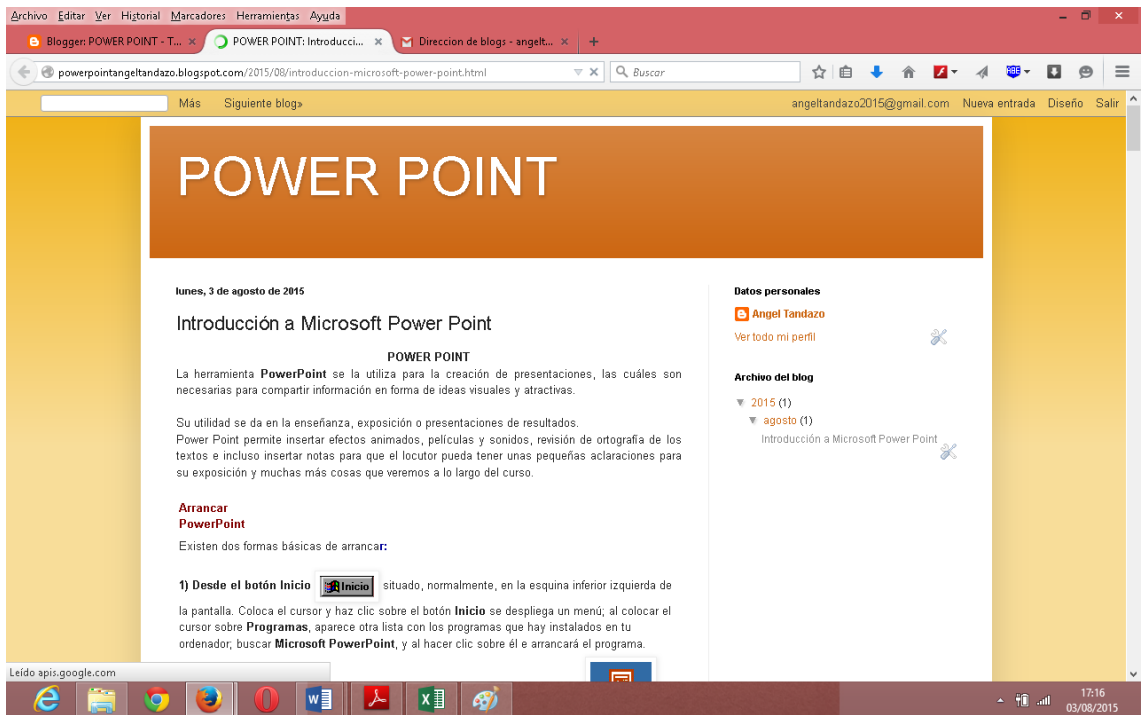 Archivo Editar Ver Historial Marcadores Herramientas Ayuda
Blogger: POWER POINT - T... × POWER POINT: Introducci... × Direccion de blogs - angelt... × +
powerpointangeltandazo.blogspot.com/2015/08/introduccion-microsoft-power-point.html
Buscar
Más Siguiente blog» angeltandazo2015@gmail.com Nueva entrada Diseño Salir
POWER POINT
lunes, 3 de agosto de 2015
Introducción a Microsoft Power Point
POWER POINT
La herramienta PowerPoint se la utiliza para la creación de presentaciones, las cuáles son
necesarias para compartir información en forma de ideas visuales y atractivas.
Su utilidad se da en la enseñanza, exposición o presentaciones de resultados.
Power Point permite insertar efectos animados, películas y sonidos, revisión de ortografía de los
textos e incluso insertar notas para que el locutor pueda tener unas pequeñas aclaraciones para
su exposición y muchas más cosas que veremos a lo largo del curso.
Arrancar
PowerPoint
Existen dos formas básicas de arrancar:
1) Desde el botón Inicio Inicio situado, normalmente, en la esquina inferior izquierda de
la pantalla. Coloca el cursor y haz clic sobre el botón Inicio se despliega un menú; al colocar el
cursor sobre Programas, aparece otra lista con los programas que hay instalados en tu
ordenador; buscar Microsoft PowerPoint, y al hacer clic sobre él e arrancará el programa.
Datos personales
Angel Tandazo
Ver todo mi perfil
Archivo del blog
▼ 2015 (1)
▼ agosto (1)
Introducción a Microsoft Power Point
Leído apis.google.com
17:16
03/08/2015